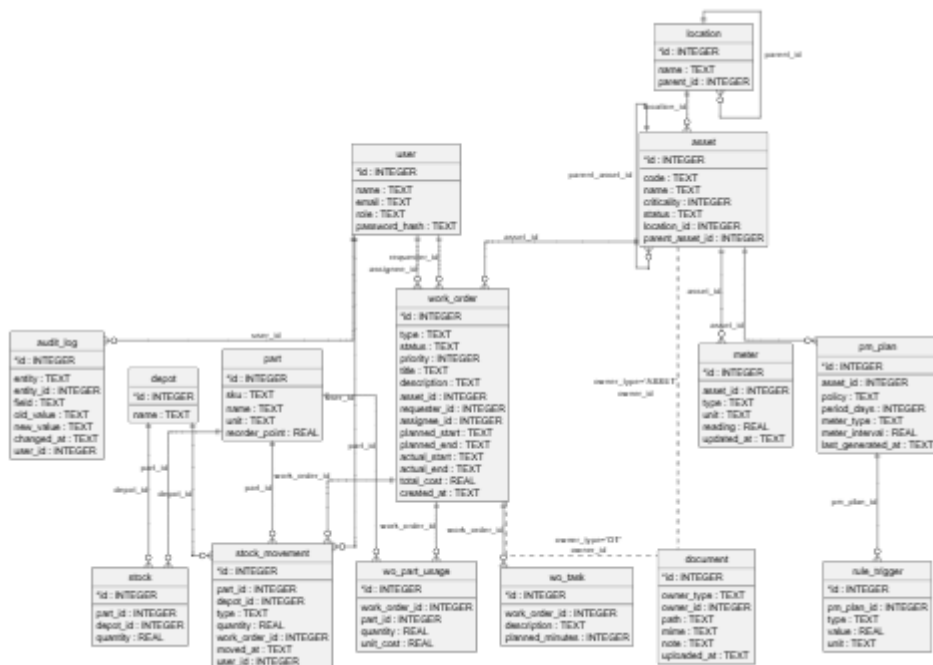 location
*id : INTEGER
name : TEXT
parent_id : INTEGER
parent_id
location_id
asset
*id : INTEGER
code : TEXT
name : TEXT
criticality : INTEGER
status : TEXT
location_id : INTEGER
parent_asset_id : INTEGER
parent_asset_id
user
*id : INTEGER
name : TEXT
email : TEXT
role : TEXT
password_hash : TEXT
asset_id
requester_id
assignee_id
work_order
*id : INTEGER
type : TEXT
status : TEXT
priority : INTEGER
title : TEXT
description : TEXT
asset_id : INTEGER
requester_id : INTEGER
assignee_id : INTEGER
planned_start : TEXT
planned_end : TEXT
actual_start : TEXT
actual_end : TEXT
total_cost : REAL
created_at : TEXT
user_id
audit_log
*id : INTEGER
entity : TEXT
entity_id : INTEGER
field : TEXT
old_value : TEXT
new_value : TEXT
changed_at : TEXT
user_id : INTEGER
depot
*id : INTEGER
name : TEXT
part
*id : INTEGER
sku : TEXT
name : TEXT
unit : TEXT
reorder_point : REAL
user_id
part_id
asset_id
asset_id
meter
*id : INTEGER
asset_id : INTEGER
type : TEXT
unit : TEXT
reading : REAL
updated_at : TEXT
pm_plan
*id : INTEGER
asset_id : INTEGER
policy : TEXT
period_days : INTEGER
meter_type : TEXT
meter_interval : REAL
last_generated_at : TEXT
owner_type='ASSET'
owner_id
part_id
depot_id
depot_id
part_id
work_order_id
work_order_id
work_order_id
pm_plan_id
owner_type='OT'
owner_id
stock
*id : INTEGER
part_id : INTEGER
depot_id : INTEGER
quantity : REAL
stock_movement
*id : INTEGER
part_id : INTEGER
depot_id : INTEGER
type : TEXT
quantity : REAL
work_order_id : INTEGER
moved_at : TEXT
user_id : INTEGER
wo_part_usage
*id : INTEGER
work_order_id : INTEGER
part_id : INTEGER
quantity : REAL
unit_cost : REAL
wo_task
*id : INTEGER
work_order_id : INTEGER
description : TEXT
planned_minutes : INTEGER
document
*id : INTEGER
owner_type : TEXT
owner_id : INTEGER
path : TEXT
mime : TEXT
note : TEXT
uploaded_at : TEXT
rule_trigger
*id : INTEGER
pm_plan_id : INTEGER
type : TEXT
value : REAL
unit : TEXT